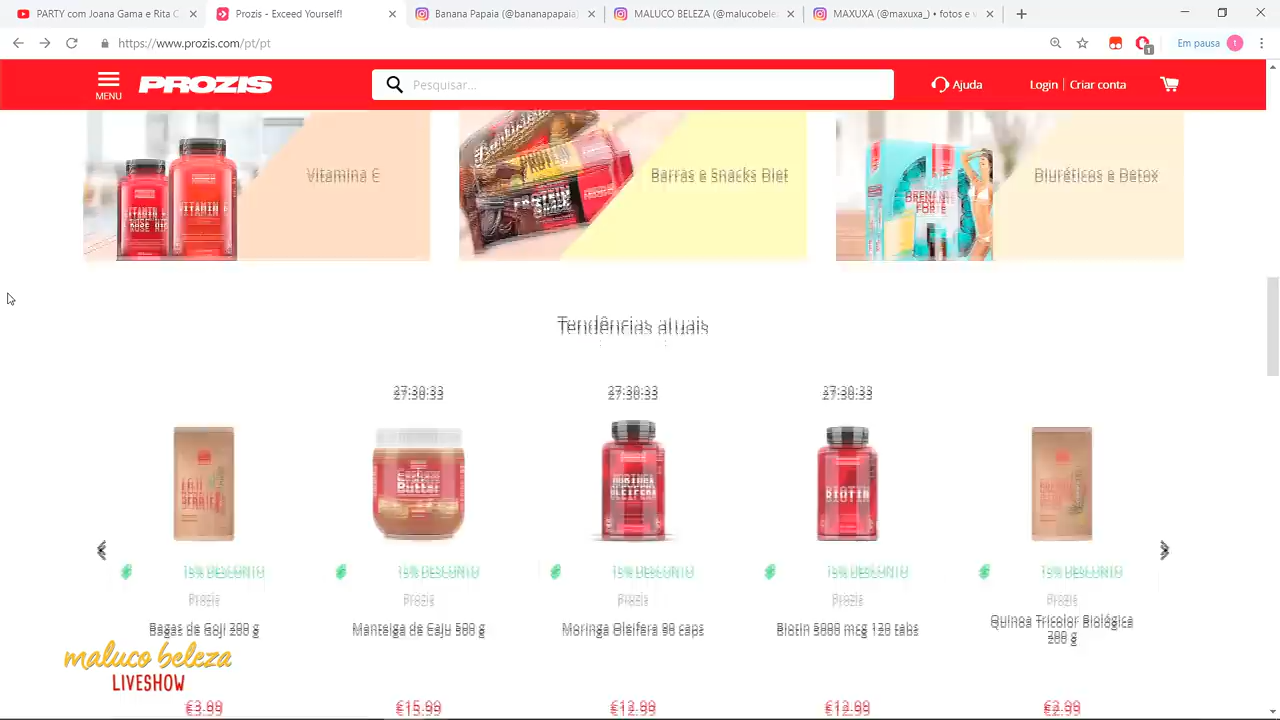 PARTY com Joana Gama e Rita C
Prozis - Exceed Yourself!
Banana Papaia (@bananapapaia)
MALUCO BELEZA (@malucobele
MAXUXA (@maxuxa_) • fotos e v
https://www.prozis.com/pt/pt
Em pausa
t
1
MENU
PROZIS
Pesquisar...
Ajuda
Login | Criar conta
Vitamina C
Barras e Snacks Diet
Diuréticos e Detox
Tendências atuais
27:30:33
27:30:33
27:30:33
BIOTIN
15% DESCONTO
15% DESCONTO
15% DESCONTO
15% DESCONTO
15% DESCONTO
Prozis
Prozis
Prozis
Prozis
Prozis
Bagas de Goji 200 g
Manteiga de Caju 500 g
Moringa Oleifera 90 caps
Biotin 5000 mcg 120 tabs
Quinoa Tricolor Biológica
200 g
maluco beleza
LIVESHOW
€3.99
€15.99
€12.99
€12.99
€2.99